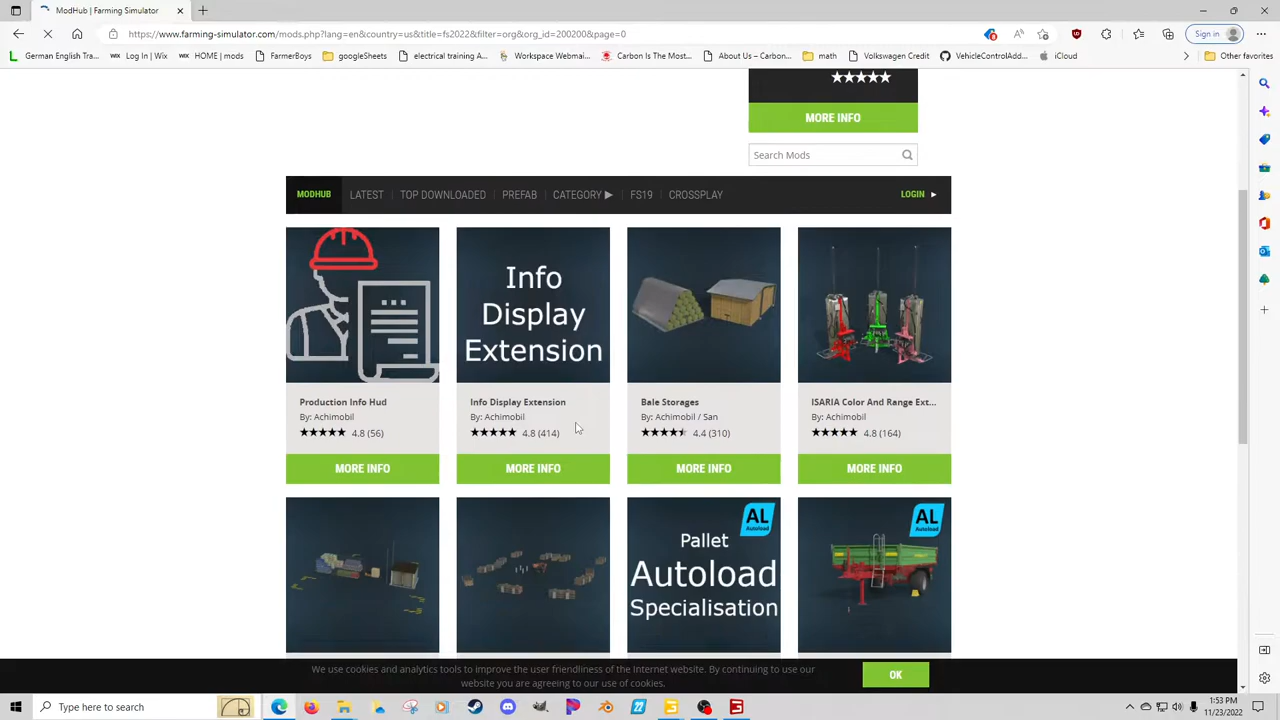 ModHub | Farming Simulator
https://www.farming-simulator.com/mods.php?lang=en&country=us&title=fs2022&filter=org&org_id=200200&page=0
Sign in
German English Tra...
Log In | Wix
HOME | mods
FarmerBoys
googleSheets
electrical training A...
Workspace Webmai...
Carbon Is The Most...
About Us – Carbon...
math
Volkswagen Credit
VehicleControlAdd...
iCloud
Other favorites
MORE INFO
Search Mods
MODHUB
LATEST
TOP DOWNLOADED
PREFAB
CATEGORY ▶
FS19
CROSSPLAY
LOGIN ▶
Info
Display
Extension
Production Info Hud
By: Achimobil
4.8 (56)
MORE INFO
Info Display Extension
By: Achimobil
4.8 (414)
MORE INFO
Bale Storages
By: Achimobil / San
4.4 (310)
MORE INFO
ISARIA Color And Range Ext...
By: Achimobil
4.8 (164)
MORE INFO
AL
Autoload
Pallet
Autoload
Specialisation
AL
Autoload
We use cookies and analytics tools to improve the user friendliness of the Internet website. By continuing to use our
website you are agreeing to our use of cookies.
OK
Type here to search
22
1:53 PM
11/23/2022